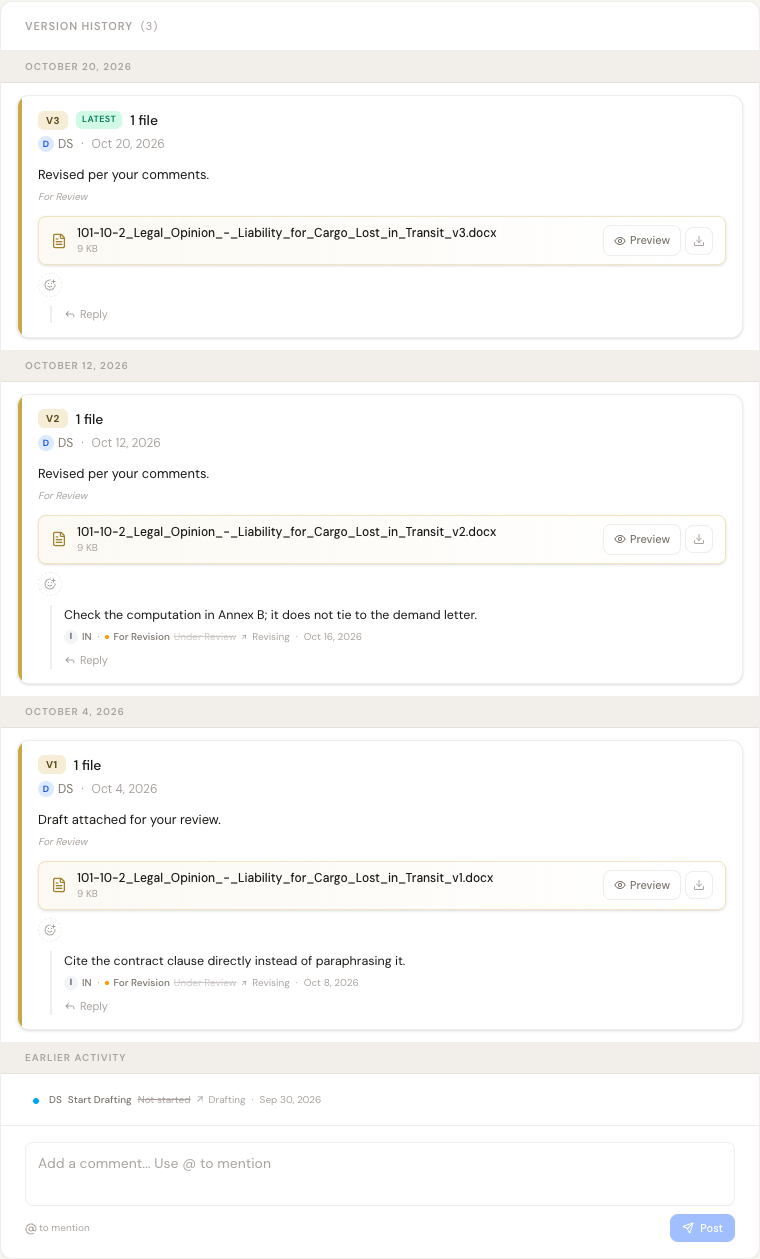 VERSION HISTORY (3)
OCTOBER 20, 2026
V3 LATEST 1 file
D DS · Oct 20, 2026
Revised per your comments.
For Review
101-10-2_Legal_Opinion_-_Liability_for_Cargo_Lost_in_Transit_v3.docx
9 KB
Preview
Reply
OCTOBER 12, 2026
V2 1 file
D DS · Oct 12, 2026
Revised per your comments.
For Review
101-10-2_Legal_Opinion_-_Liability_for_Cargo_Lost_in_Transit_v2.docx
9 KB
Preview
Check the computation in Annex B; it does not tie to the demand letter.
I IN · For Revision Under Review ↗ Revising · Oct 16, 2026
Reply
OCTOBER 4, 2026
V1 1 file
D DS · Oct 4, 2026
Draft attached for your review.
For Review
101-10-2_Legal_Opinion_-_Liability_for_Cargo_Lost_in_Transit_v1.docx
9 KB
Preview
Cite the contract clause directly instead of paraphrasing it.
I IN · For Revision Under Review ↗ Revising · Oct 8, 2026
Reply
EARLIER ACTIVITY
DS Start Drafting Not started ↗ Drafting · Sep 30, 2026
Add a comment... Use @ to mention
@ to mention
Post